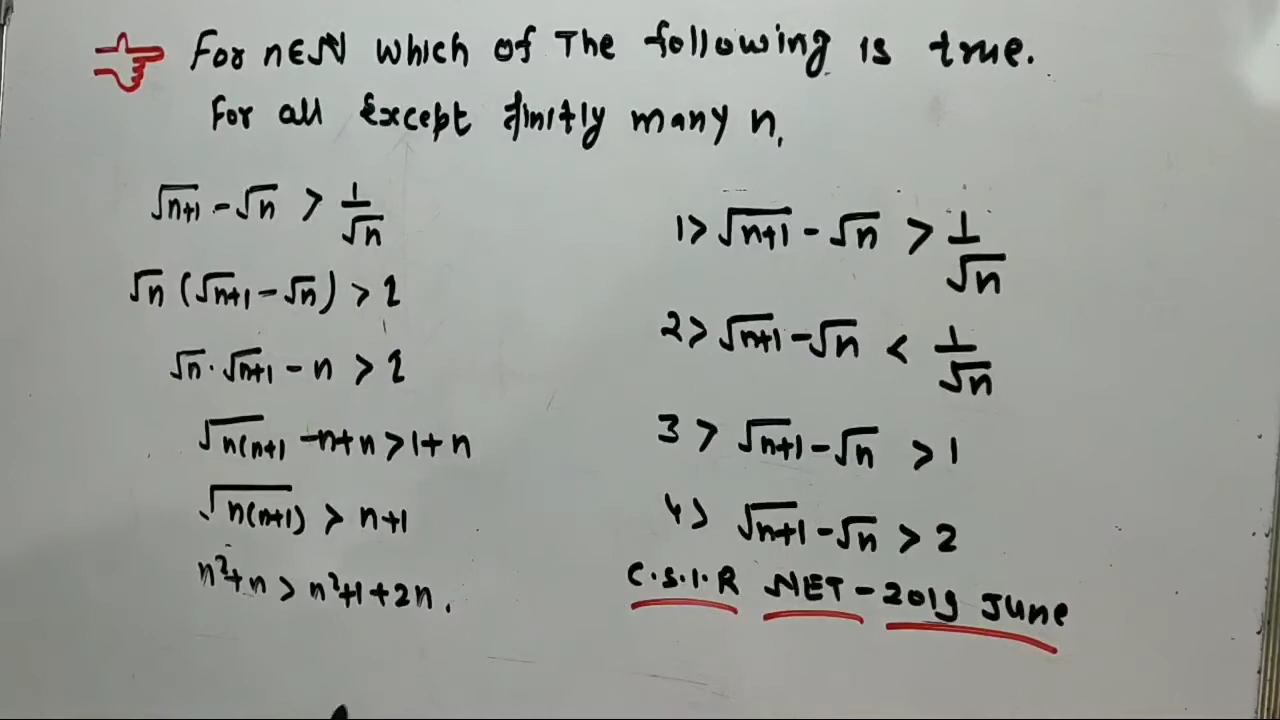 For n∈N which of The following is true.
For all Except finitly many n,
√n+1 - √n > 1/√n
√n (√n+1 - √n) > 1
√n · √n+1 - n > 1
√n(n+1 - n + n > 1 + n
√n(n+1) > n+1
n²+n > n²+1+2n.
1> √n+1 - √n > 1/√n
2> √n+1 - √n < 1/√n
3> √n+1 - √n > 1
4> √n+1 - √n > 2
C.S.I.R NET - 2019 June